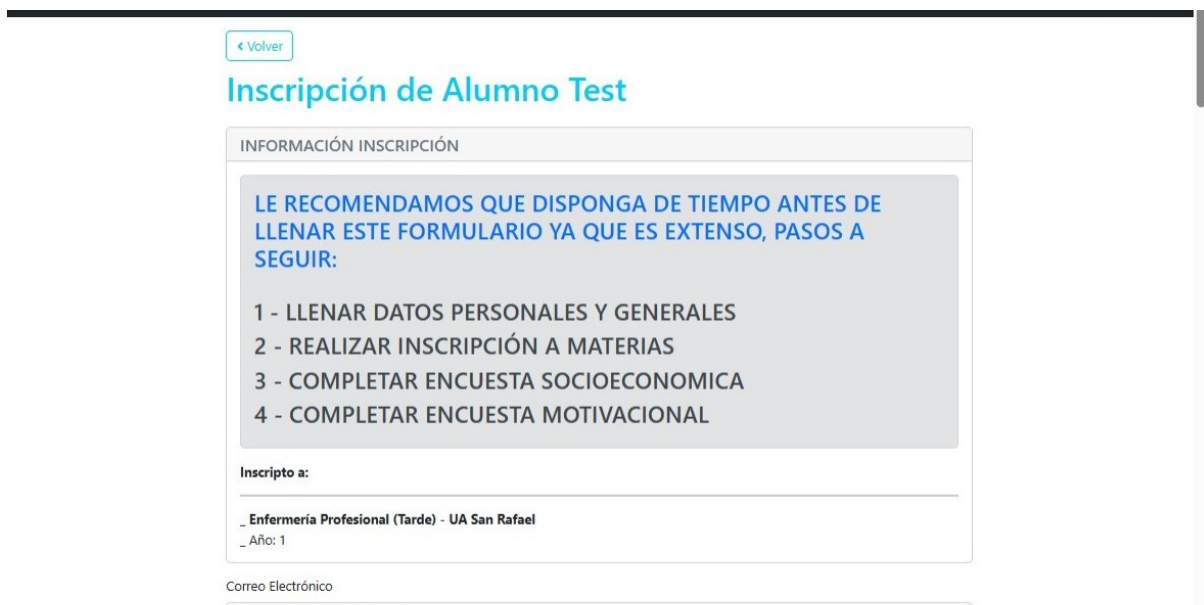 Volver
Inscripción de Alumno Test
INFORMACIÓN INSCRIPCIÓN
LE RECOMENDAMOS QUE DISPONGA DE TIEMPO ANTES DE
LLENAR ESTE FORMULARIO YA QUE ES EXTENSO, PASOS A
SEGUIR:
1 - LLENAR DATOS PERSONALES Y GENERALES
2 - REALIZAR INSCRIPCIÓN A MATERIAS
3 - COMPLETAR ENCUESTA SOCIOECONOMICA
4 - COMPLETAR ENCUESTA MOTIVACIONAL
Inscripto a:
_ Enfermería Profesional (Tarde) - UA San Rafael
_ Año: 1
Correo Electrónico